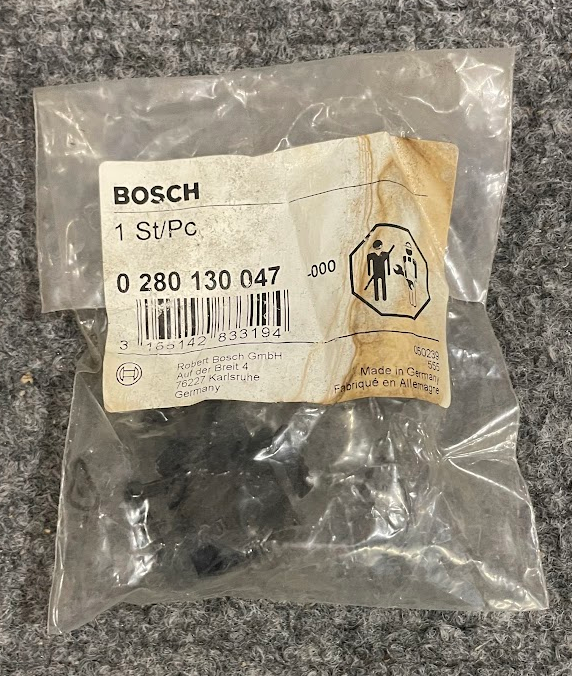 BOSCH
1 St/Pc
0 280 130 047
-000
3 165142 833194
Robert Bosch GmbH
Auf der Breit 4
76227 Karlsruhe
Germany
050239
555
Made in Germany
Fabriqué en Allemagne